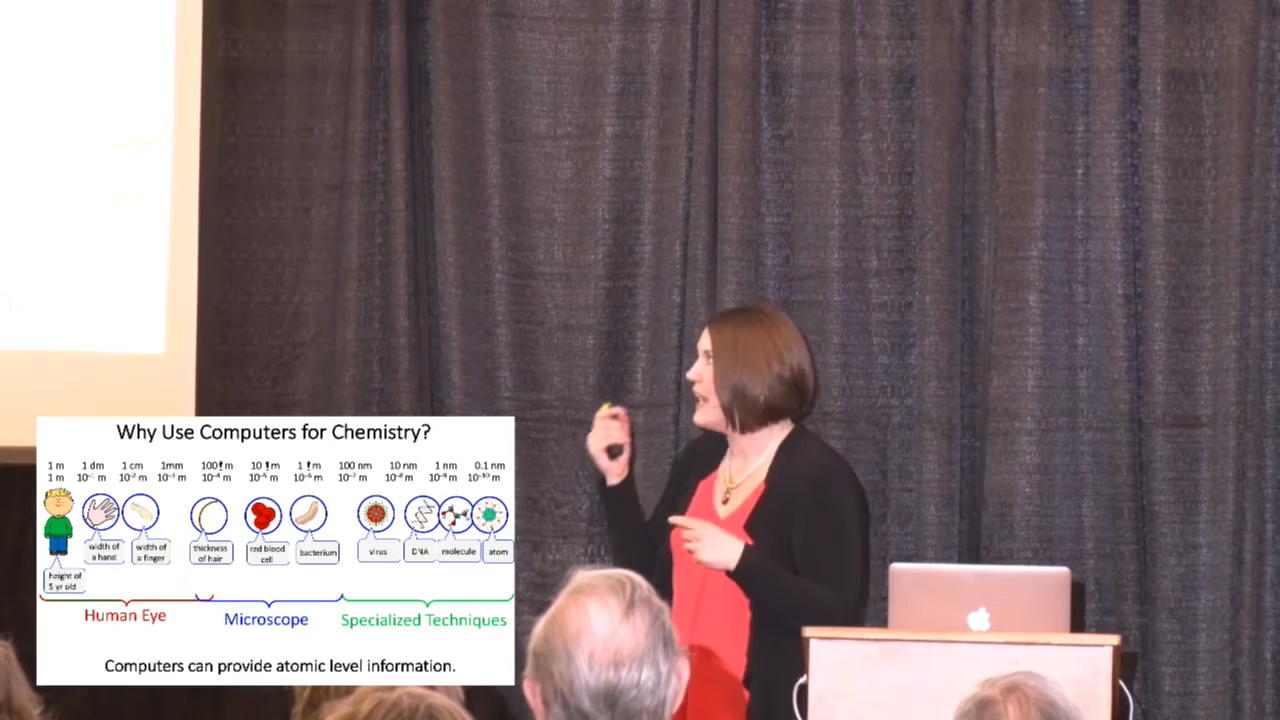 Why Use Computers for Chemistry?
1 m 1 dm 1 cm 1mm 100 m 10 m 1 m 100 nm 10 nm 1 nm 0.1 nm
1 m 10⁻¹ m 10⁻² m 10⁻³ m 10⁻⁴ m 10⁻⁵ m 10⁻⁶ m 10⁻⁷ m 10⁻⁸ m 10⁻⁹ m 10⁻¹⁰ m
width of a hand
width of a finger
thickness of hair
red blood cell
bacterium
virus
DNA
molecule
atom
height of 5 yr old
Human Eye
Microscope
Specialized Techniques
Computers can provide atomic level information.